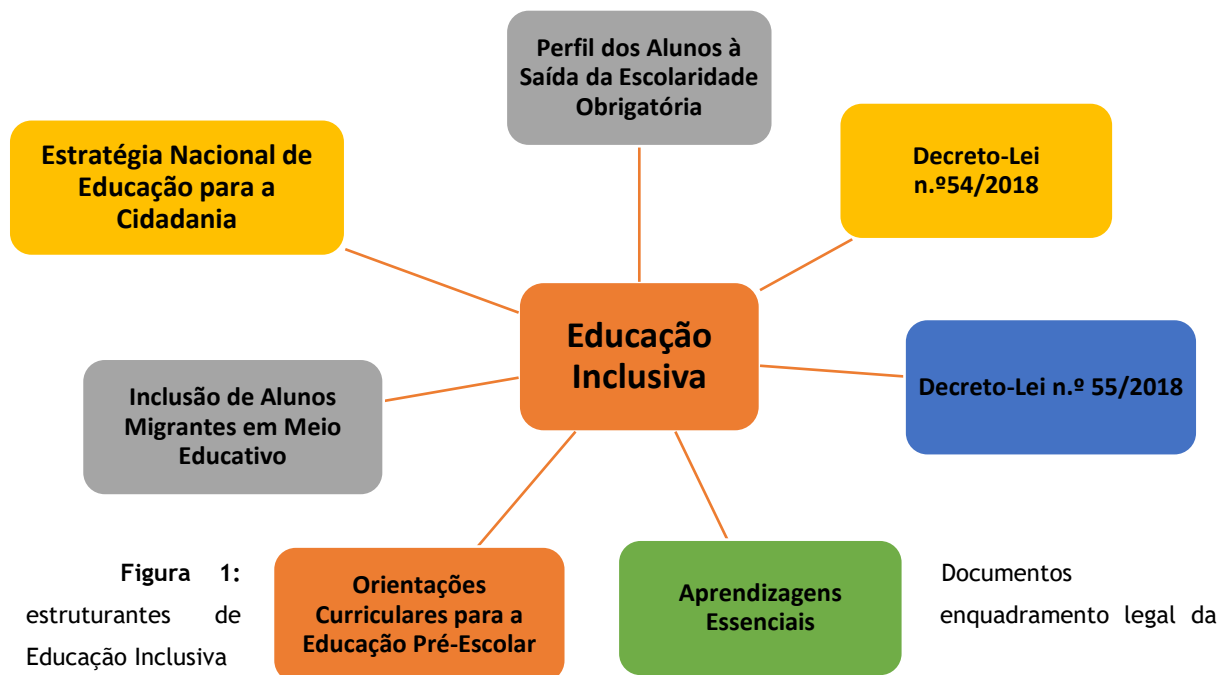 Perfil dos Alunos à
Saída da Escolaridade
Obrigatória
Estratégia Nacional de
Educação para a
Cidadania
Decreto-Lei
n.º54/2018
Educação
Inclusiva
Decreto-Lei n.º 55/2018
Inclusão de Alunos
Migrantes em Meio
Educativo
Orientações
Curriculares para a
Educação Pré-Escolar
Aprendizagens
Essenciais
Figura 1: Documentos
estruturantes de enquadramento legal da
Educação Inclusiva